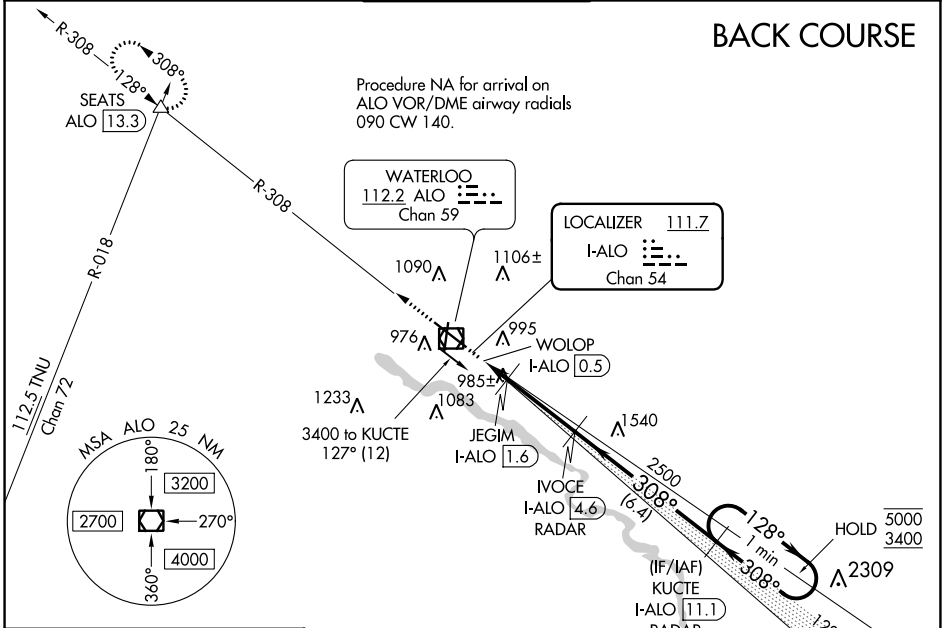 BACK COURSE
R-308
308°
128°
SEATS
ALO 13.3
Procedure NA for arrival on
ALO VOR/DME airway radials
090 CW 140.
R-308
R-018
112.5 TNU
Chan 72
WATERLOO
112.2 ALO
Chan 59
LOCALIZER 111.7
I-ALO
Chan 54
1090
1106±
976
995
WOLOP
I-ALO 0.5
985±
1233
1083
3400 to KUCTE
127° (12)
JEGIM
I-ALO 1.6
1540
IVOCE
I-ALO 4.6
RADAR
2500
308°
(6.4)
128°
1 min
308°
HOLD 5000
3400
2309
(IF/IAF)
KUCTE
I-ALO 11.1
RADAR
MSA ALO 25 NM
180°
3200
2700
270°
4000
360°